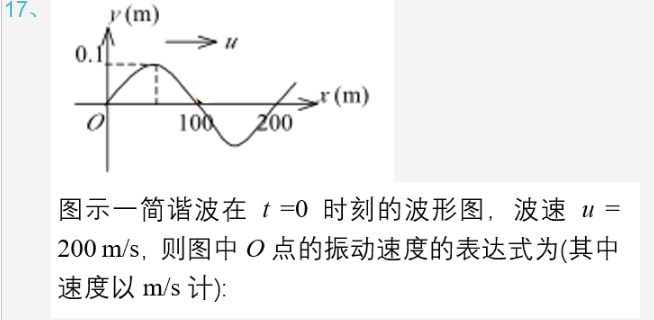 17、
y (m)
u
0.1
x (m)
O
100
200
图示一简谐波在 t =0 时刻的波形图，波速 u =
200 m/s, 则图中 O 点的振动速度的表达式为(其中
速度以 m/s 计):